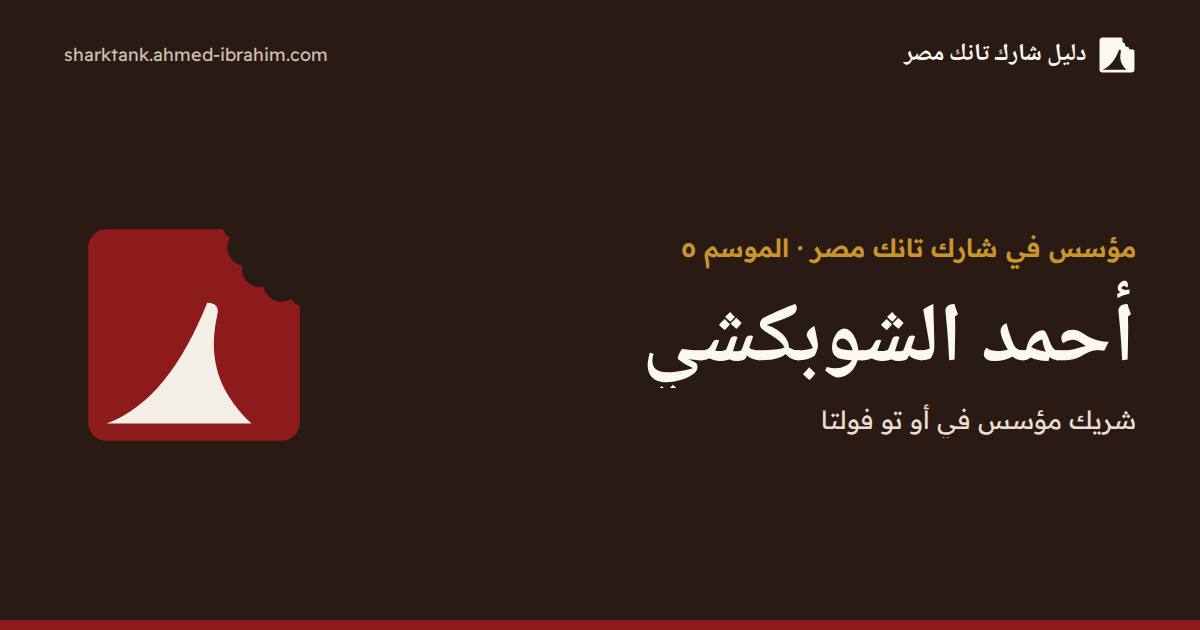 دليل شارك تانك مصر
sharktank.ahmed-ibrahim.com
مؤسس في شارك تانك مصر · الموسم ٥
أحمد الشوبكشي
شريك مؤسس في أو تو فولتا